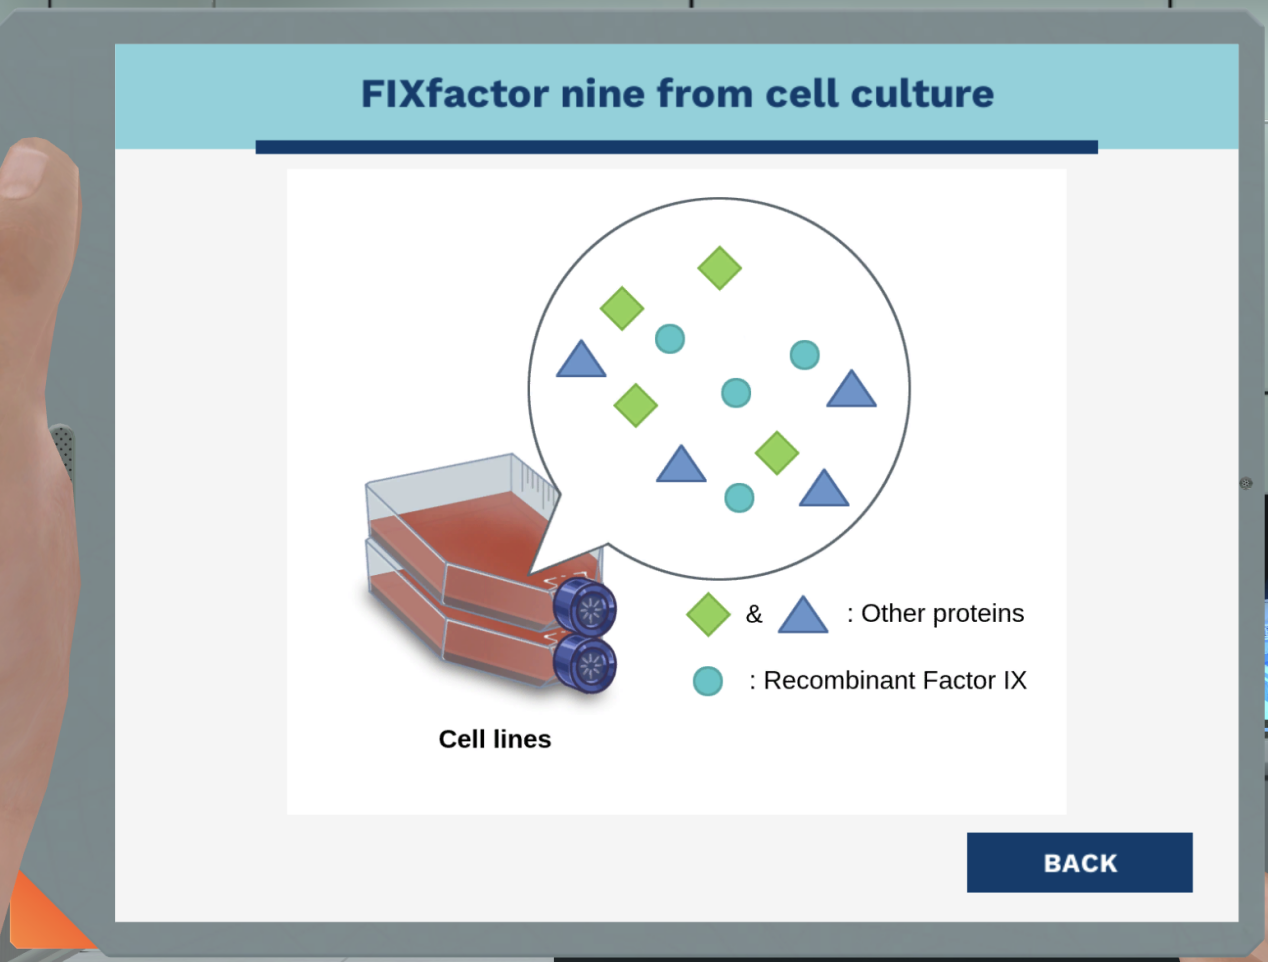 FIXfactor nine from cell culture
& : Other proteins
: Recombinant Factor IX
Cell lines
BACK